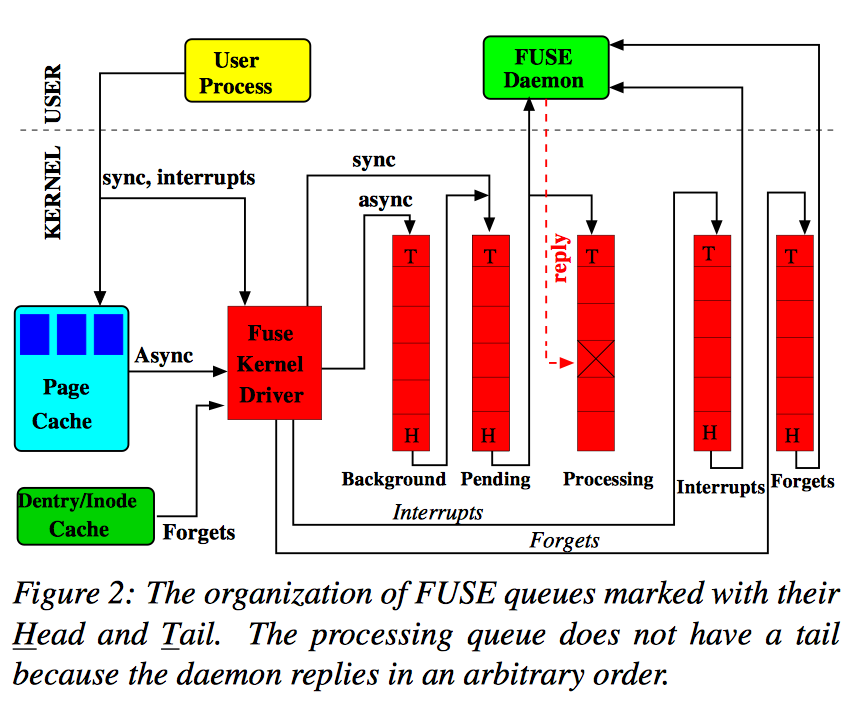 User
Process
FUSE
Daemon
USER
KERNEL
sync, interrupts
sync
async
reply
T
T
T
T
T
Fuse
Kernel
Driver
Async
Page
Cache
H
H
H
H
Background
Pending
Processing
Interrupts
Forgets
Dentry/Inode
Cache
Forgets
Interrupts
Forgets
Figure 2: The organization of FUSE queues marked with their
Head and Tail. The processing queue does not have a tail
because the daemon replies in an arbitrary order.